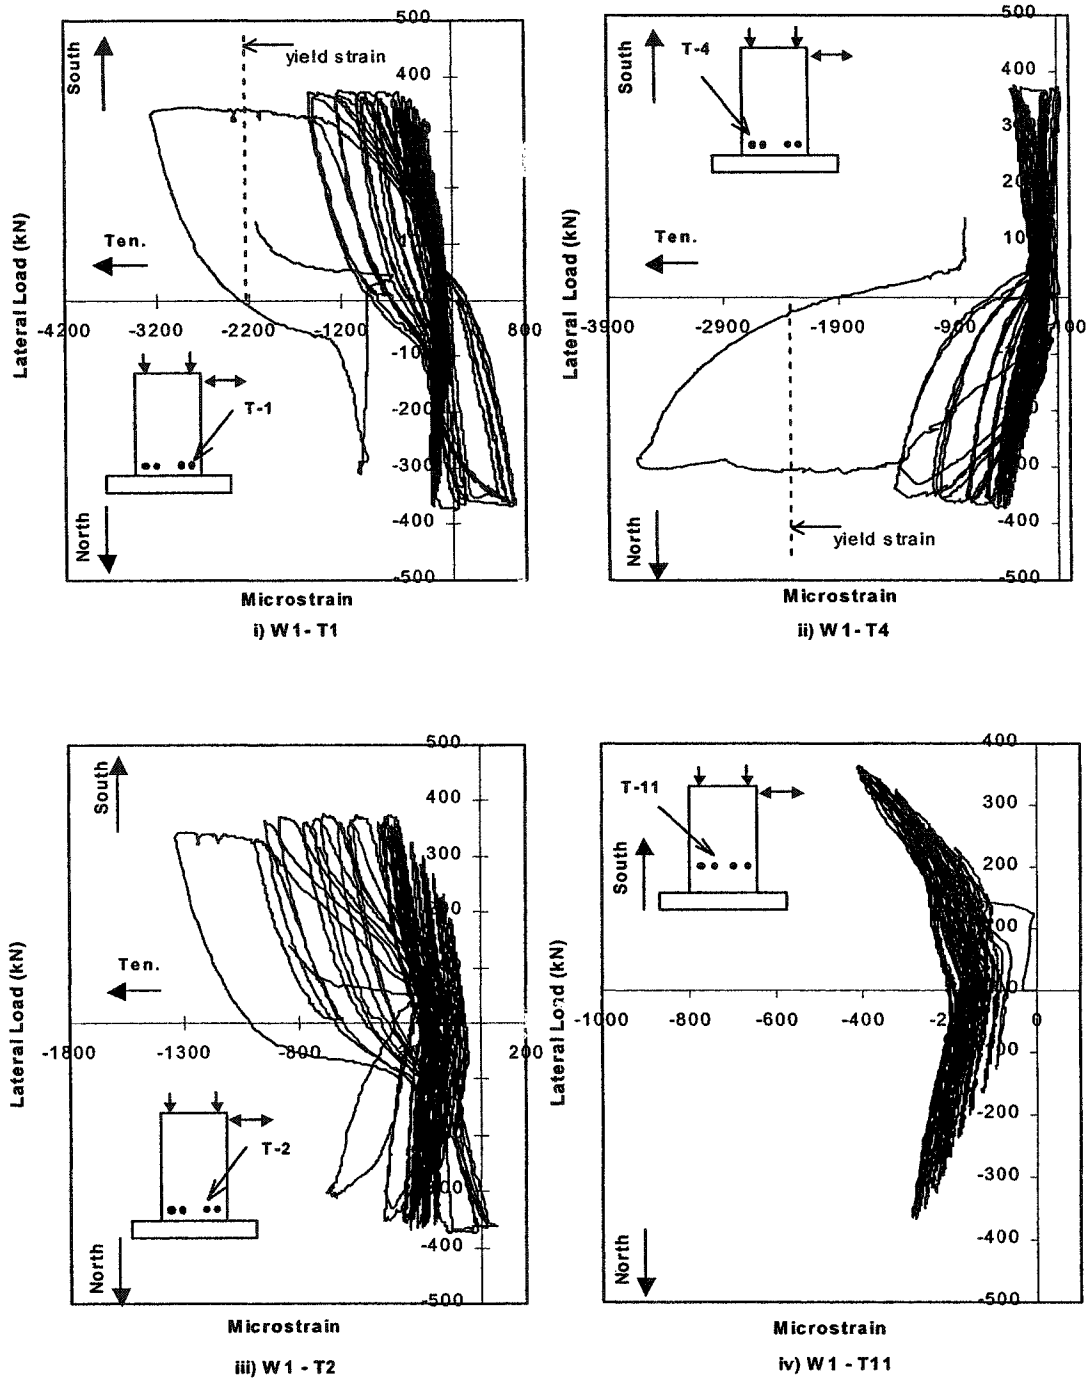 500
South
yield strain
400
Lateral Load (kN)
Ten.
-4200 -3200 -2200 -1200 800
-10
T-1
-200
-300
North
-400
-500
Microstrain
i) W1- T1
500
South
T-4
400
30
20
Lateral Load (kN)
Ten.
10
-3900 -2900 -1900 -900 100
-400
North
yield strain
-500
Microstrain
ii) W1- T4
500
South
400
300
Lateral Load (kN)
Ten.
-1800 -1300 -800 200
T-2
North
-400
-500
Microstrain
iii) W1 - T2
400
T-11
300
South
200
Lateral Load (kN)
-1000 -800 -600 -400 0
-200
-300
North
-400
-500
Microstrain
iv) W1 - T11